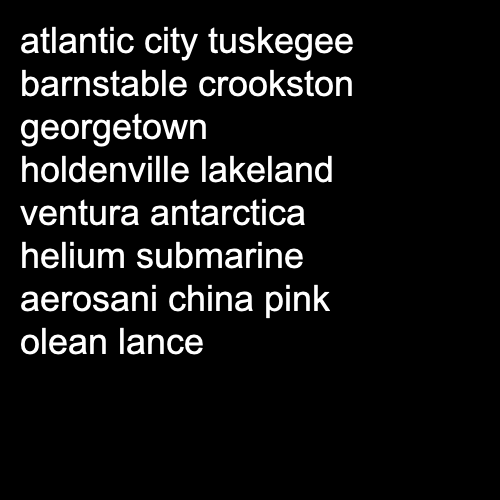 atlantic city tuskegee
barnstable crookston
georgetown
holdenville lakeland
ventura antarctica
helium submarine
aerosani china pink
olean lance